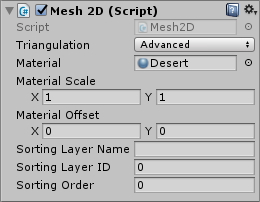 Mesh 2D (Script)
Script Mesh2D
Triangulation Advanced
Material Desert
Material Scale
X 1 Y 1
Material Offset
X 0 Y 0
Sorting Layer Name
Sorting Layer ID 0
Sorting Order 0